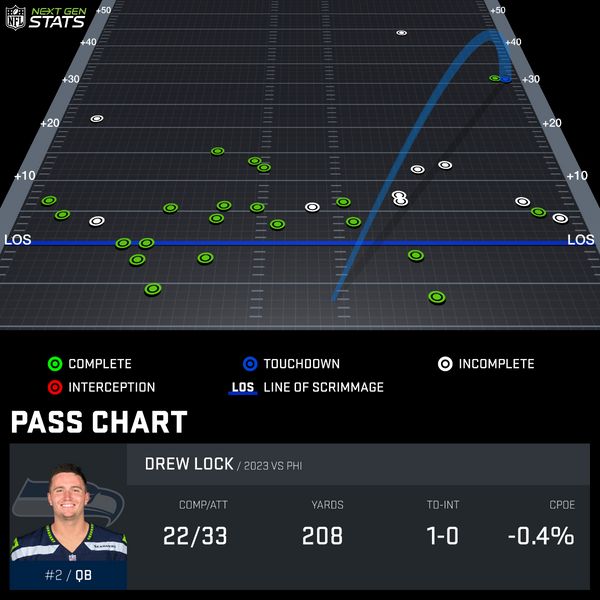 NFL NEXT GEN STATS
+50 +50
+40 +40
+30 +30
+20 +20
+10 +10
LOS LOS
COMPLETE TOUCHDOWN INCOMPLETE
INTERCEPTION LOS LINE OF SCRIMMAGE
PASS CHART
DREW LOCK / 2023 VS PHI
COMP/ATT YARDS TD-INT CPOE
22/33 208 1-0 -0.4%
#2 / QB